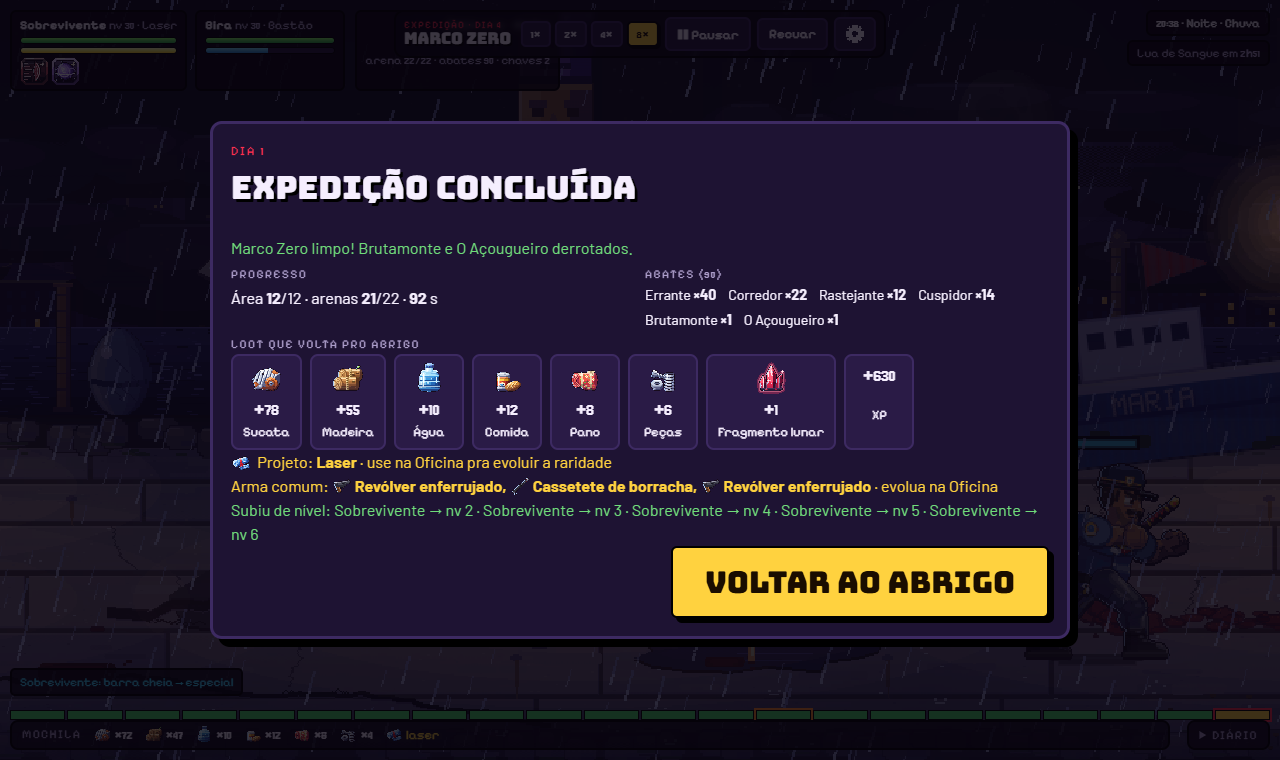 Sobrevivente nv 30 · Laser
Bira nv 30 · Bastão
EXPEDIÇÃO · DIA 1
MARCO ZERO
1× 2× 4× 8× Pausar Recuar
arena 22/22 · abates 90 · chaves 2
20:38 · Noite · Chuva
Lua de Sangue em 2h51
DIA 1
EXPEDIÇÃO CONCLUÍDA
Marco Zero limpo! Brutamonte e O Açougueiro derrotados.
PROGRESSO
Área 12/12 · arenas 21/22 · 92 s
ABATES (90)
Errante ×40 Corredor ×22 Rastejante ×12 Cuspidor ×14
Brutamonte ×1 O Açougueiro ×1
LOOT QUE VOLTA PRO ABRIGO
+78 +55 +10 +12 +8 +6 +1 +630
Sucata Madeira Água Comida Pano Peças Fragmento lunar XP
Projeto: Laser · use na Oficina pra evoluir a raridade
Arma comum: Revólver enferrujado, Cassetete de borracha, Revólver enferrujado · evolua na Oficina
Subiu de nível: Sobrevivente → nv 2 · Sobrevivente → nv 3 · Sobrevivente → nv 4 · Sobrevivente → nv 5 · Sobrevivente →
nv 6
VOLTAR AO ABRIGO
MARIA
Sobrevivente: barra cheia → especial
MOCHILA ×72 ×47 ×10 ×12 ×8 ×4 laser
▶ DIÁRIO